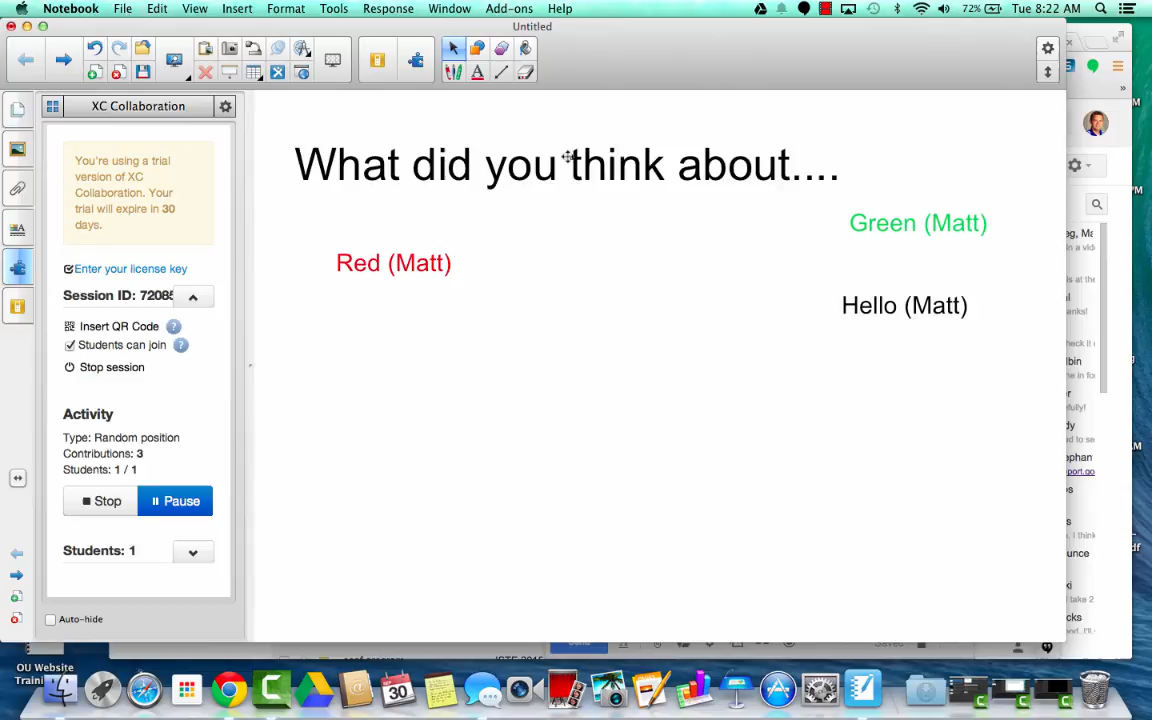 Notebook File Edit View Insert Format Tools Response Window Add-ons Help 72% Tue 8:22 AM
Untitled
XC Collaboration
You're using a trial
version of XC
Collaboration. Your
trial will expire in 30
days.
Enter your license key
Session ID: 72085
Insert QR Code ?
Students can join ?
Stop session
Activity
Type: Random position
Contributions: 3
Students: 1 / 1
Stop Pause
Students: 1
Auto-hide
What did you think about....
Green (Matt)
Red (Matt)
Hello (Matt)
OU Website
SEP
30